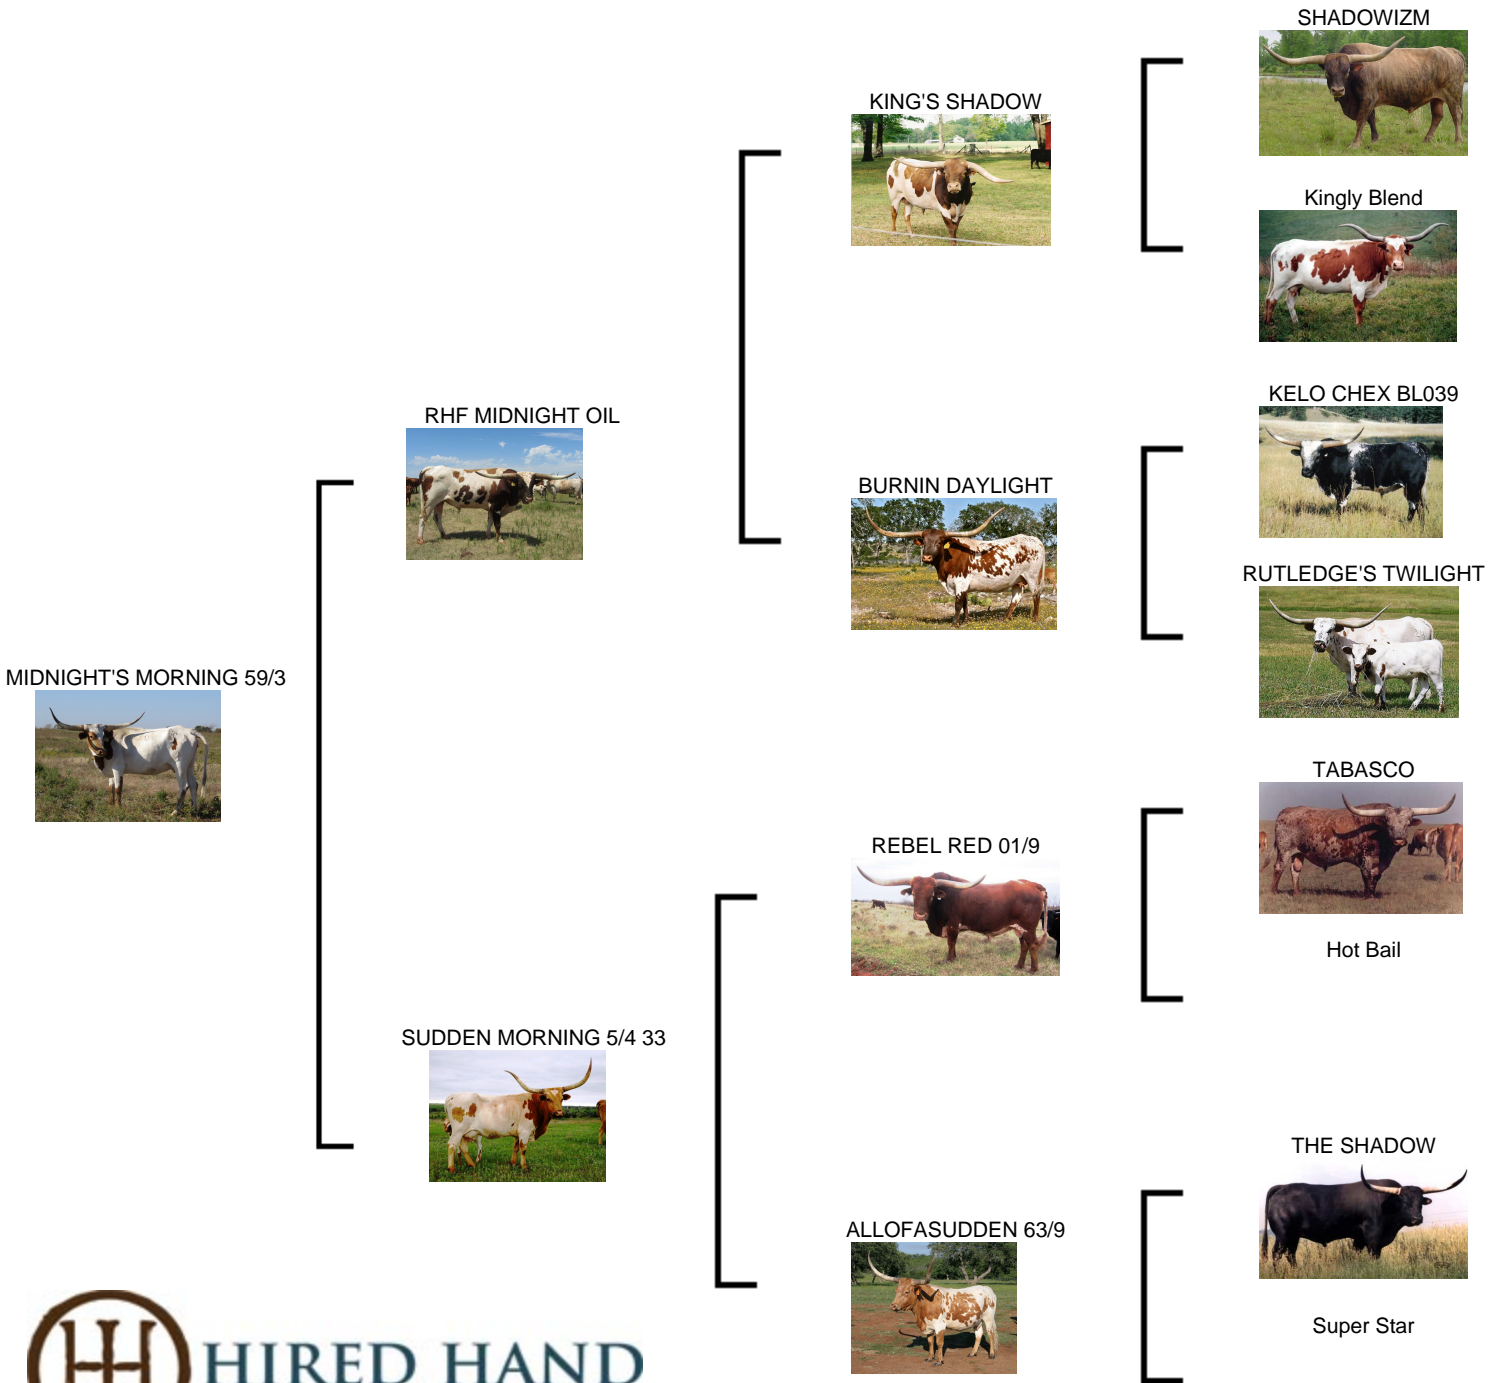 SHADOWIZM
KING'S SHADOW
Kingly Blend
KELO CHEX BL039
RHF MIDNIGHT OIL
BURNIN DAYLIGHT
RUTLEDGE'S TWILIGHT
MIDNIGHT'S MORNING 59/3
TABASCO
REBEL RED 01/9
Hot Bail
SUDDEN MORNING 5/4 33
THE SHADOW
ALLOFASUDDEN 63/9
Super Star
HIRED HAND